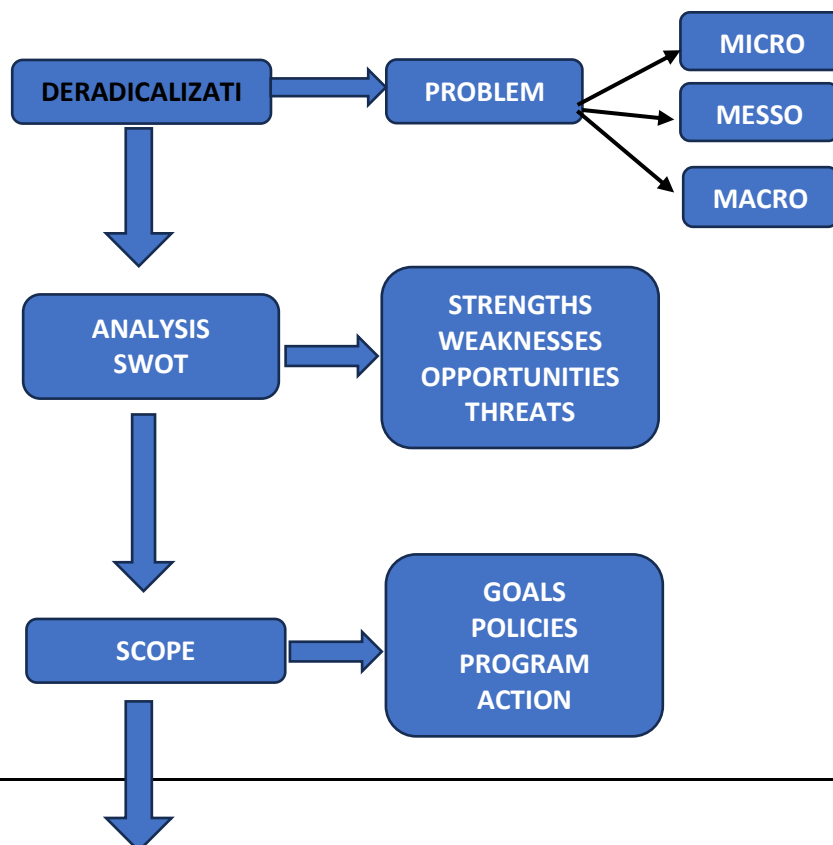 MICRO
DERADICALIZATI
PROBLEM
MESSO
MACRO
ANALYSIS
SWOT
STRENGTHS
WEAKNESSES
OPPORTUNITIES
THREATS
SCOPE
GOALS
POLICIES
PROGRAM
ACTION